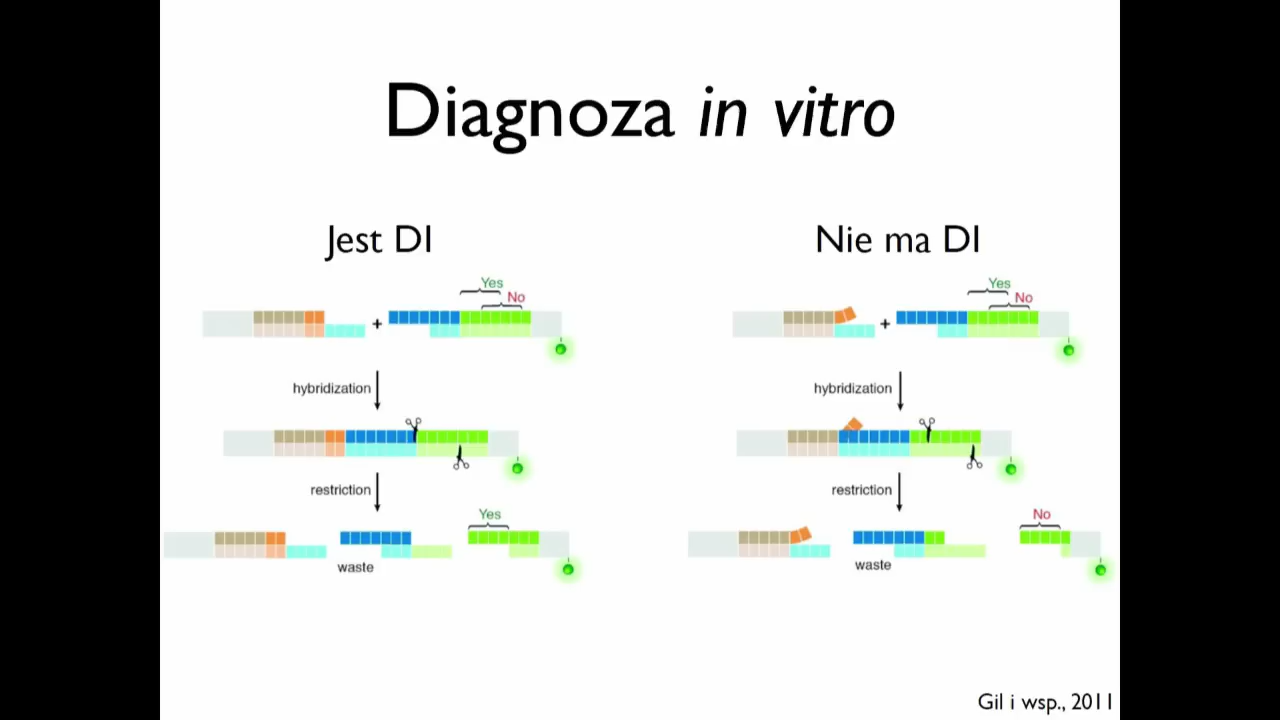 Diagnoza in vitro
Jest DI
Nie ma DI
Yes
No
+
hybridization
restriction
Yes
waste
Yes
No
+
hybridization
restriction
No
waste
Gil i wsp., 2011